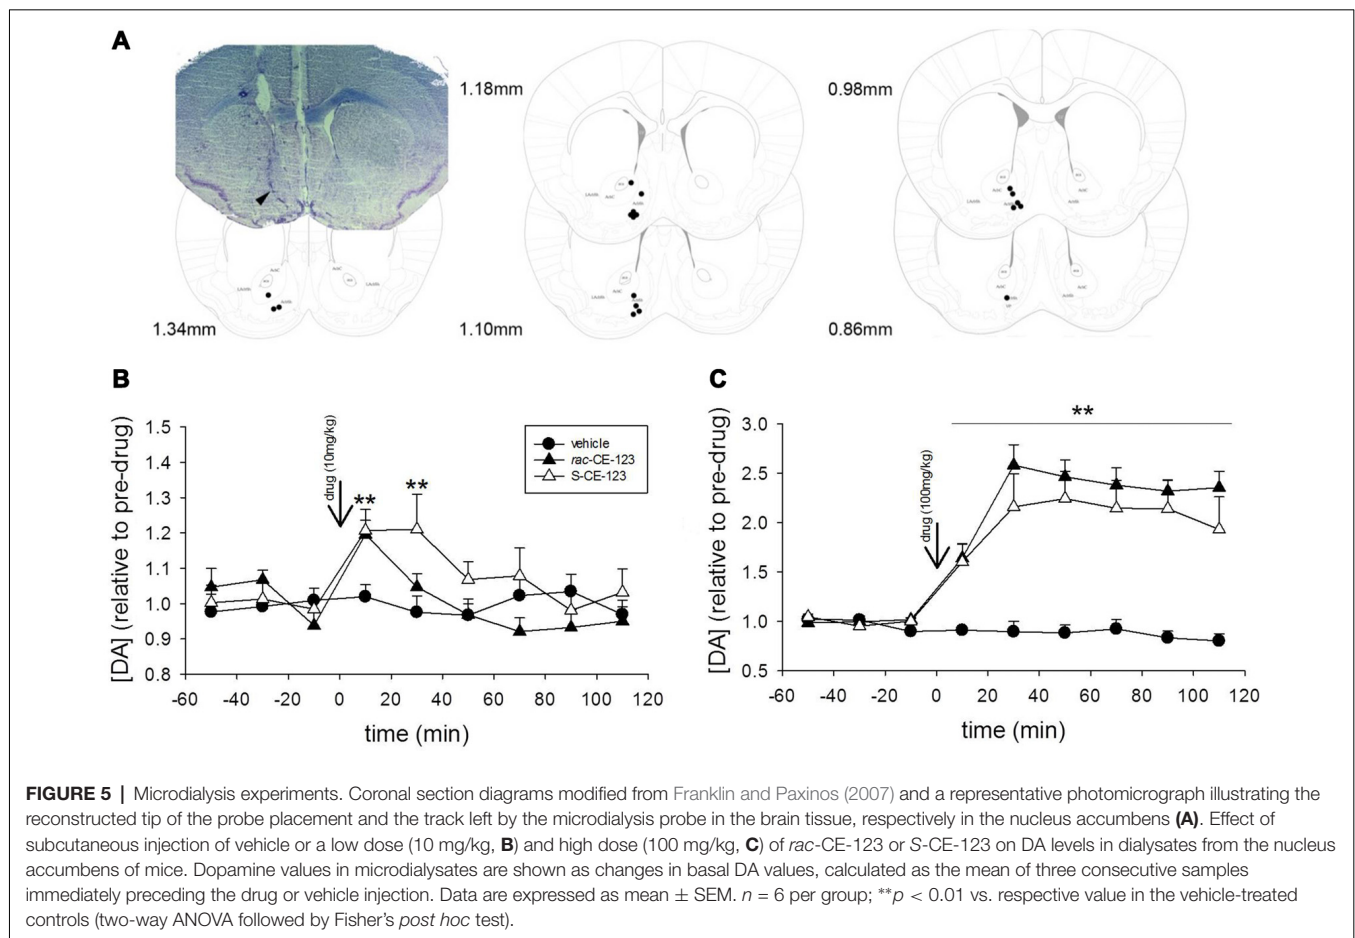 A
1.18mm
0.98mm
1.34mm
1.10mm
0.86mm
B
[DA] (relative to pre-drug)
1.5
1.4
1.3
1.2
1.1
1.0
0.9
0.8
drug (10mg/kg)
**
**
vehicle
rac-CE-123
S-CE-123
-60 -40 -20 0 20 40 60 80 100 120
time (min)
C
[DA] (relative to pre-drug)
3.0
2.5
2.0
1.5
1.0
0.5
drug (100mg/kg)
**
-60 -40 -20 0 20 40 60 80 100 120
time (min)
FIGURE 5 | Microdialysis experiments. Coronal section diagrams modified from Franklin and Paxinos (2007) and a representative photomicrograph illustrating the
reconstructed tip of the probe placement and the track left by the microdialysis probe in the brain tissue, respectively in the nucleus accumbens (A). Effect of
subcutaneous injection of vehicle or a low dose (10 mg/kg, B) and high dose (100 mg/kg, C) of rac-CE-123 or S-CE-123 on DA levels in dialysates from the nucleus
accumbens of mice. Dopamine values in microdialysates are shown as changes in basal DA values, calculated as the mean of three consecutive samples
immediately preceding the drug or vehicle injection. Data are expressed as mean ± SEM. n = 6 per group; **p < 0.01 vs. respective value in the vehicle-treated
controls (two-way ANOVA followed by Fisher's post hoc test).